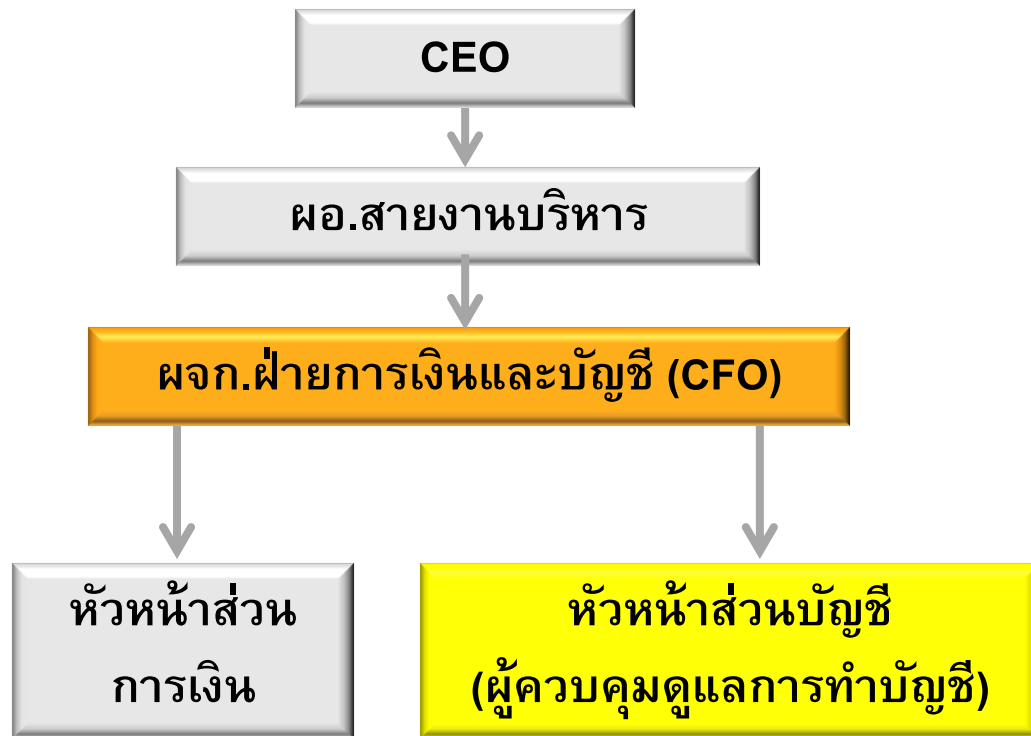 CEO
ผอ.สายงานบริหาร
ผจก.ฝ่ายการเงินและบัญชี (CFO)
หัวหน้าส่วน
การเงิน
หัวหน้าส่วนบัญชี
(ผู้ควบคุมดูแลการทำบัญชี)